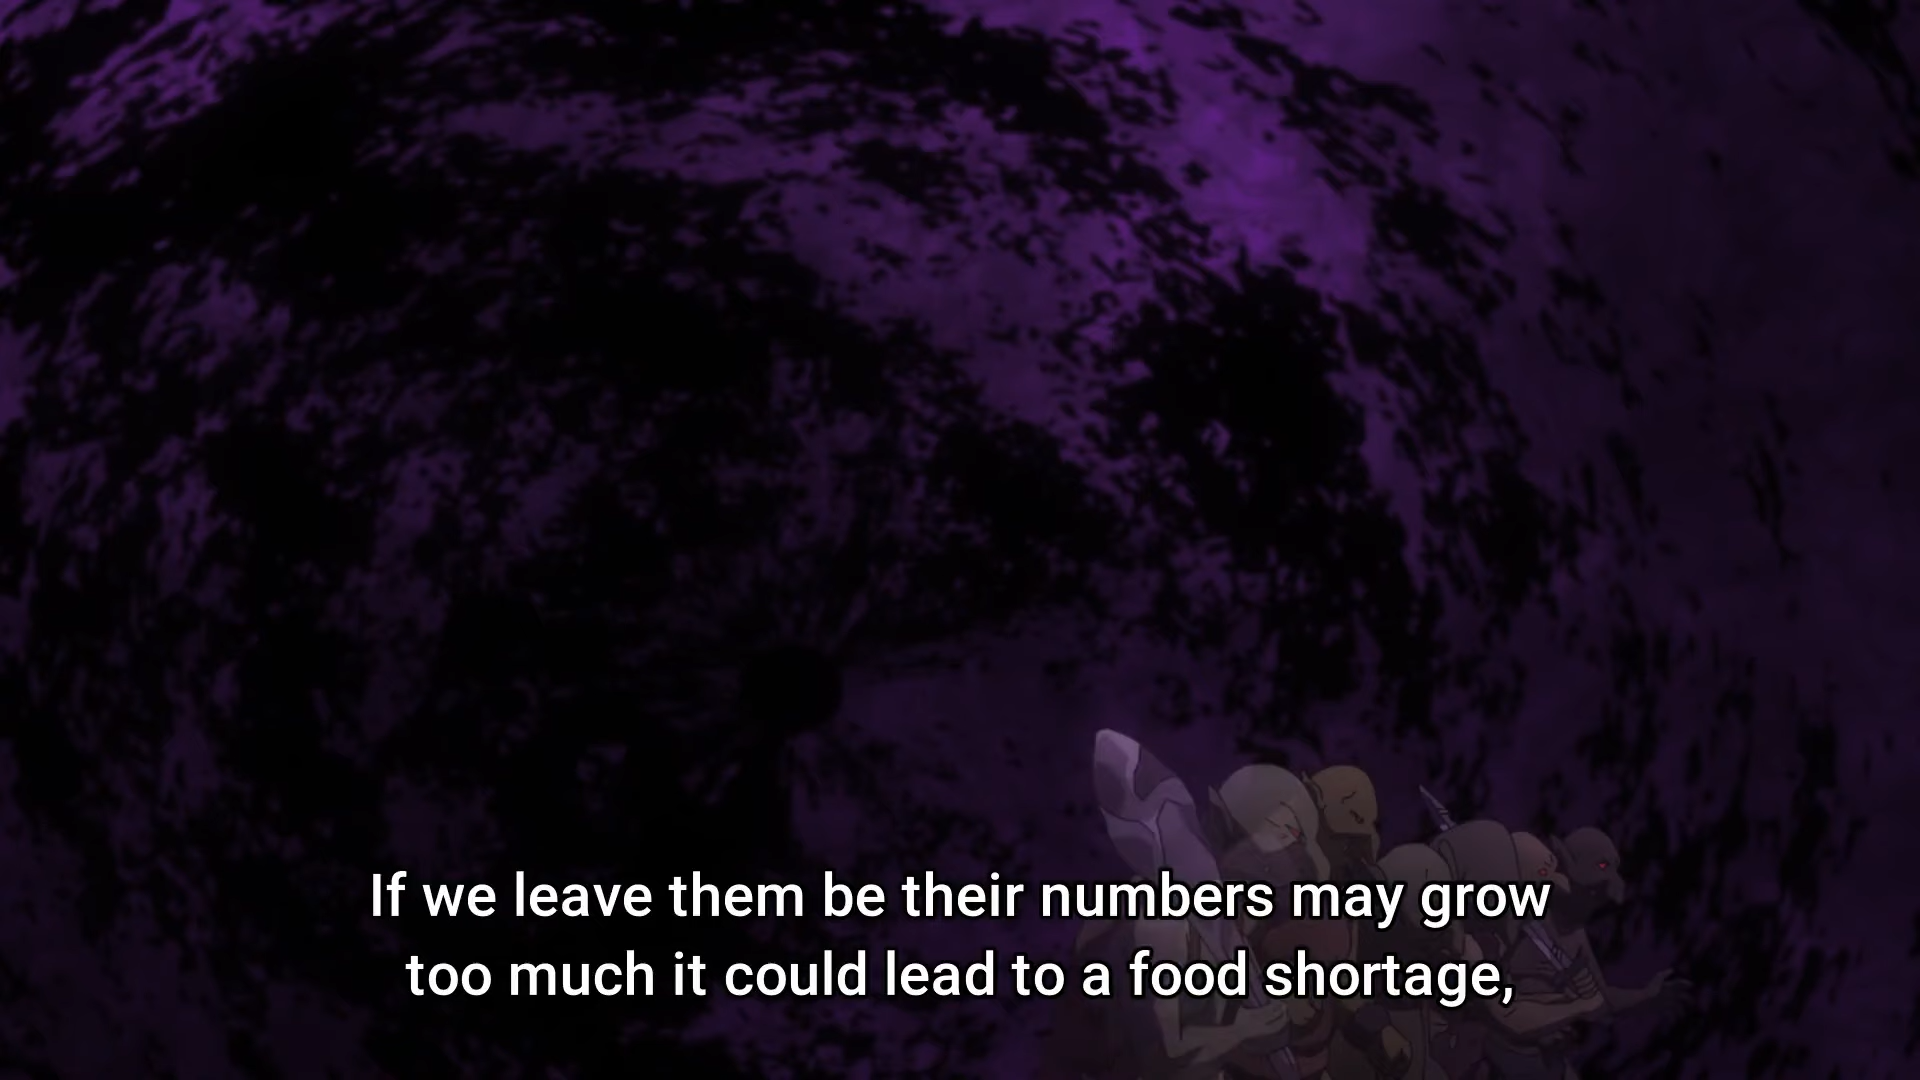 If we leave them be their numbers may grow
too much it could lead to a food shortage,